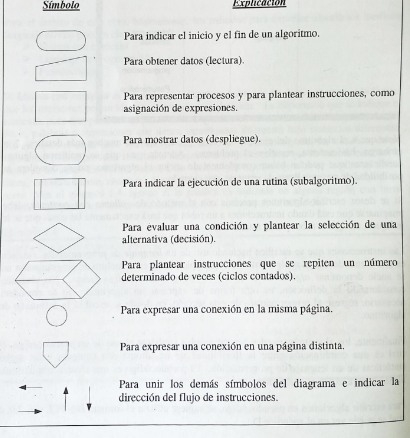 Símbolo Explicación
Para indicar el inicio y el fin de un algoritmo.
Para obtener datos (lectura).
Para representar procesos y para plantear instrucciones, como
asignación de expresiones.
Para mostrar datos (despliegue).
Para indicar la ejecución de una rutina (subalgoritmo).
Para evaluar una condición y plantear la selección de una
alternativa (decisión).
Para plantear instrucciones que se repiten un número
determinado de veces (ciclos contados).
Para expresar una conexión en la misma página.
Para expresar una conexión en una página distinta.
Para unir los demás símbolos del diagrama e indicar la
dirección del flujo de instrucciones.